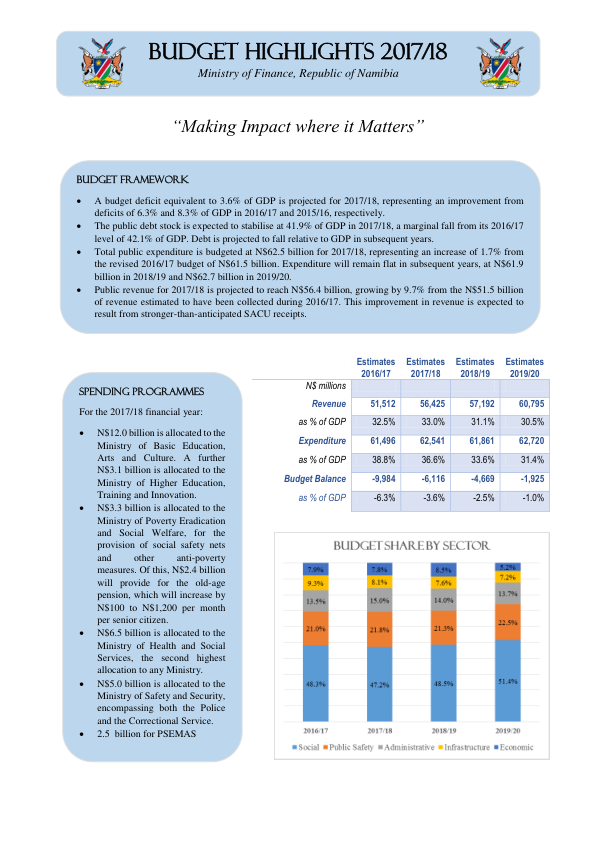 BUDGET HIGHLIGHTS 2017/18
Ministry of Finance, Republic of Namibia
“Making Impact where it Matters”
BUDGET FRAMEWORK
• A budget deficit equivalent to 3.6% of GDP is projected for 2017/18, representing an improvement from
deficits of 6.3% and 8.3% of GDP in 2016/17 and 2015/16, respectively.
• The public debt stock is expected to stabilise at 41.9% of GDP in 2017/18, a marginal fall from its 2016/17
level of 42.1% of GDP. Debt is projected to fall relative to GDP in subsequent years.
• Total public expenditure is budgeted at N$62.5 billion for 2017/18, representing an increase of 1.7% from
the revised 2016/17 budget of N$61.5 billion. Expenditure will remain flat in subsequent years, at N$61.9
billion in 2018/19 and N$62.7 billion in 2019/20.
• Public revenue for 2017/18 is projected to reach N$56.4 billion, growing by 9.7% from the N$51.5 billion
of revenue estimated to have been collected during 2016/17. This improvement in revenue is expected to
result from stronger-than-anticipated SACU receipts.
SPENDING PROGRAMMES
For the 2017/18 financial year:
• N$12.0 billion is allocated to the
Ministry of Basic Education,
Arts and Culture. A further
N$3.1 billion is allocated to the
Ministry of Higher Education,
Training and Innovation.
• N$3.3 billion is allocated to the
Ministry of Poverty Eradication
and Social Welfare, for the
provision of social safety nets
and other anti-poverty
measures. Of this, N$2.4 billion
will provide for the old-age
pension, which will increase by
N$100 to N$1,200 per month
per senior citizen.
• N$6.5 billion is allocated to the
Ministry of Health and Social
Services, the second highest
allocation to any Ministry.
• N$5.0 billion is allocated to the
Ministry of Safety and Security,
encompassing both the Police
and the Correctional Service.
• 2.5 billion for PSEMAS
Estimates Estimates Estimates Estimates
2016/17 2017/18 2018/19 2019/20
N$ millions
Revenue 51,512 56,425 57,192 60,795
as % of GDP 32.5% 33.0% 31.1% 30.5%
Expenditure 61,496 62,541 61,861 62,720
as % of GDP 38.8% 36.6% 33.6% 31.4%
Budget Balance -9,984 -6,116 -4,669 -1,925
as % of GDP -6.3% -3.6% -2.5% -1.0%
BUDGET SHARE BY SECTOR
7.9% 7.8% 8.5% 5.2%
9.3% 8.1% 7.6% 7.2%
13.5% 15.0% 14.0% 13.7%
21.0% 21.8% 21.3% 22.5%
48.3% 47.2% 48.5% 51.4%
2016/17 2017/18 2018/19 2019/20
Social Public Safety Administrative Infrastructure Economic